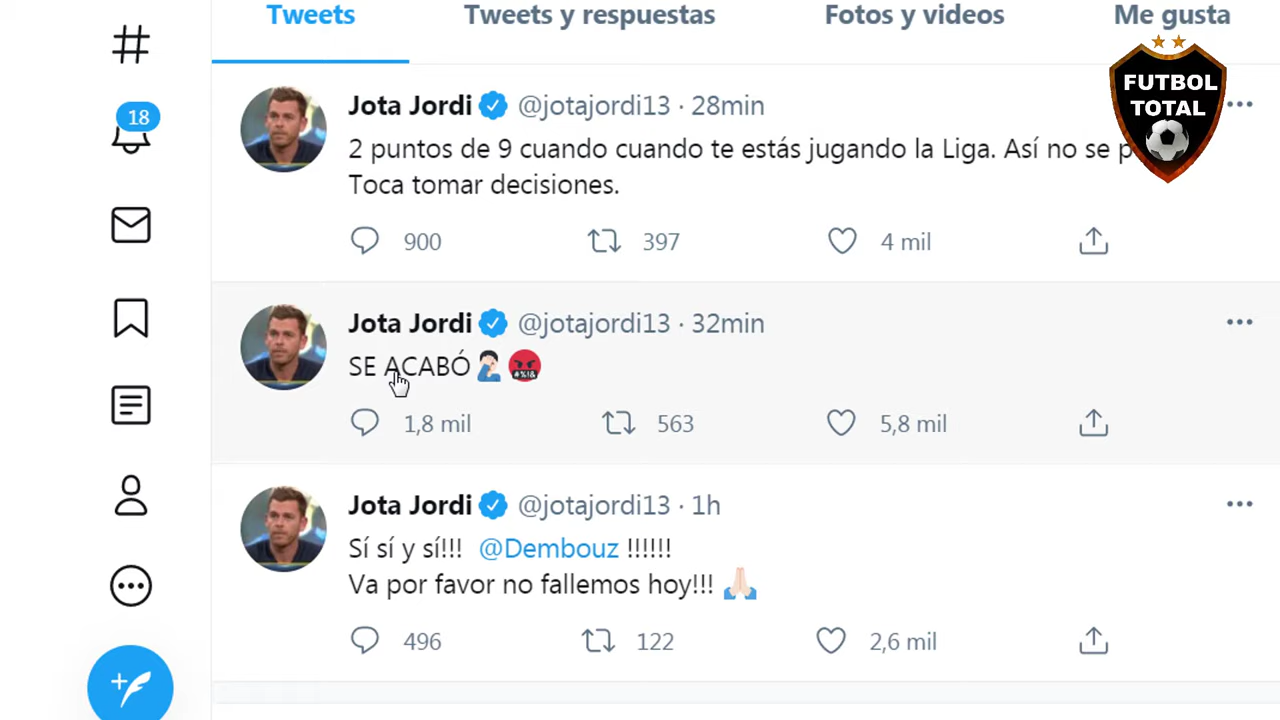 Tweets Tweets y respuestas Fotos y videos Me gusta
FUTBOL
TOTAL
18
Jota Jordi @jotajordi13 · 28min
2 puntos de 9 cuando cuando te estás jugando la Liga. Así no se
Toca tomar decisiones.
900 397 4 mil
Jota Jordi @jotajordi13 · 32min
SE ACABÓ
1,8 mil 563 5,8 mil
Jota Jordi @jotajordi13 · 1h
Sí sí y sí!!! @Dembouz !!!!!!
Va por favor no fallemos hoy!!!
496 122 2,6 mil